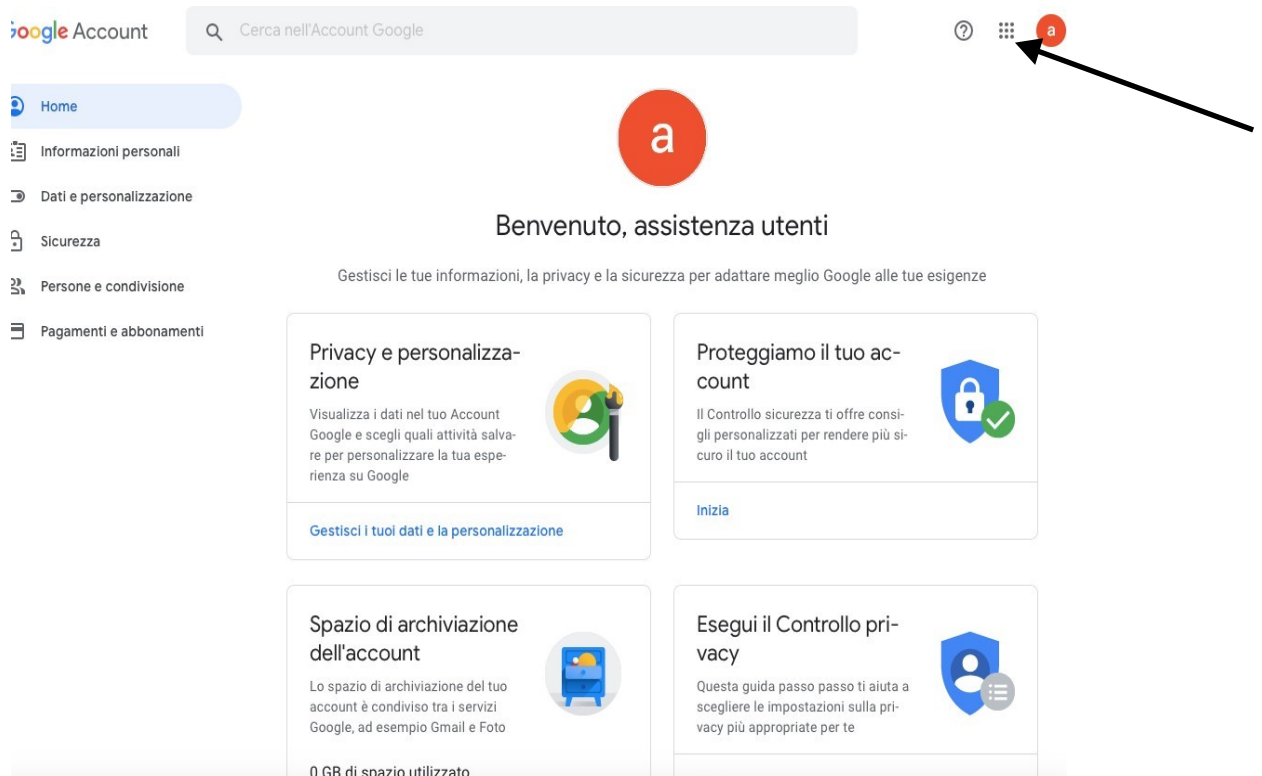 Google Account
Cerca nell'Account Google
a
Home
Informazioni personali
Dati e personalizzazione
Sicurezza
Persone e condivisione
Pagamenti e abbonamenti
a
Benvenuto, assistenza utenti
Gestisci le tue informazioni, la privacy e la sicurezza per adattare meglio Google alle tue esigenze
Privacy e personalizza-
zione
Visualizza i dati nel tuo Account
Google e scegli quali attività salva-
re per personalizzare la tua espe-
rienza su Google
Gestisci i tuoi dati e la personalizzazione
Proteggiamo il tuo ac-
count
Il Controllo sicurezza ti offre consi-
gli personalizzati per rendere più si-
curo il tuo account
Inizia
Spazio di archiviazione
dell'account
Lo spazio di archiviazione del tuo
account è condiviso tra i servizi
Google, ad esempio Gmail e Foto
0 GB di spazio utilizzato
Esegui il Controllo pri-
vacy
Questa guida passo passo ti aiuta a
scegliere le impostazioni sulla pri-
vacy più appropriate per te